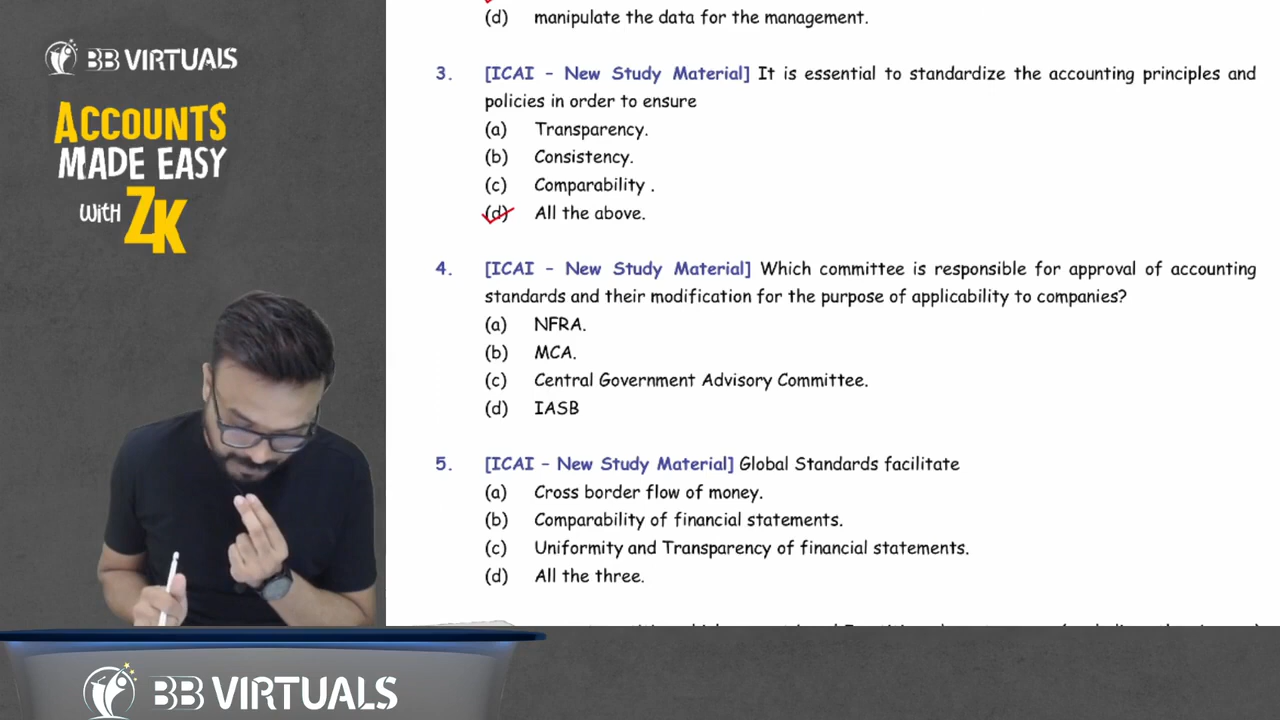 BB VIRTUALS
ACCOUNTS
MADE EASY
with ZK
(d) manipulate the data for the management.
3. [ICAI – New Study Material] It is essential to standardize the accounting principles and
policies in order to ensure
(a) Transparency.
(b) Consistency.
(c) Comparability .
(d) All the above.
4. [ICAI – New Study Material] Which committee is responsible for approval of accounting
standards and their modification for the purpose of applicability to companies?
(a) NFRA.
(b) MCA.
(c) Central Government Advisory Committee.
(d) IASB
5. [ICAI – New Study Material] Global Standards facilitate
(a) Cross border flow of money.
(b) Comparability of financial statements.
(c) Uniformity and Transparency of financial statements.
(d) All the three.
BB VIRTUALS